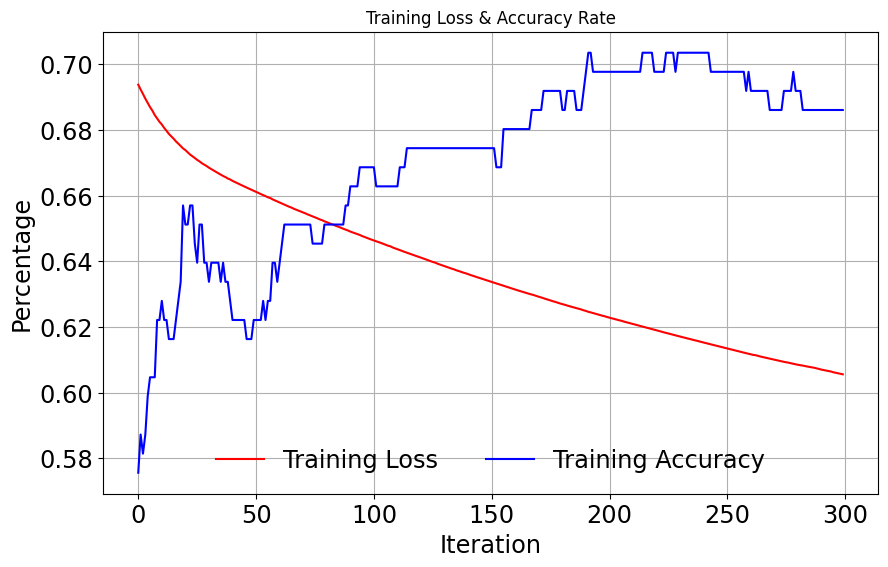 Training Loss & Accuracy Rate
0.70
0.68
0.66
0.64
0.62
0.60
0.58
Percentage
Training Loss Training Accuracy
0 50 100 150 200 250 300
Iteration